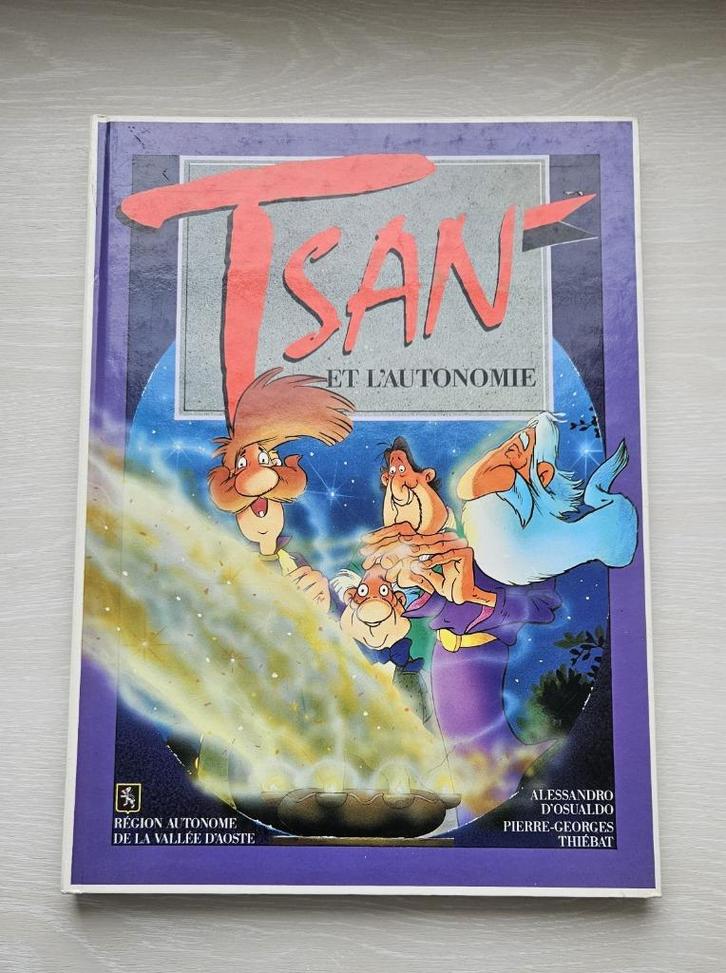 TSAN
ET L'AUTONOMIE
RÉGION AUTONOME
DE LA VALLÉE D'AOSTE
ALESSANDRO
D'OSUALDO
PIERRE-GEORGES
THIÉBAT